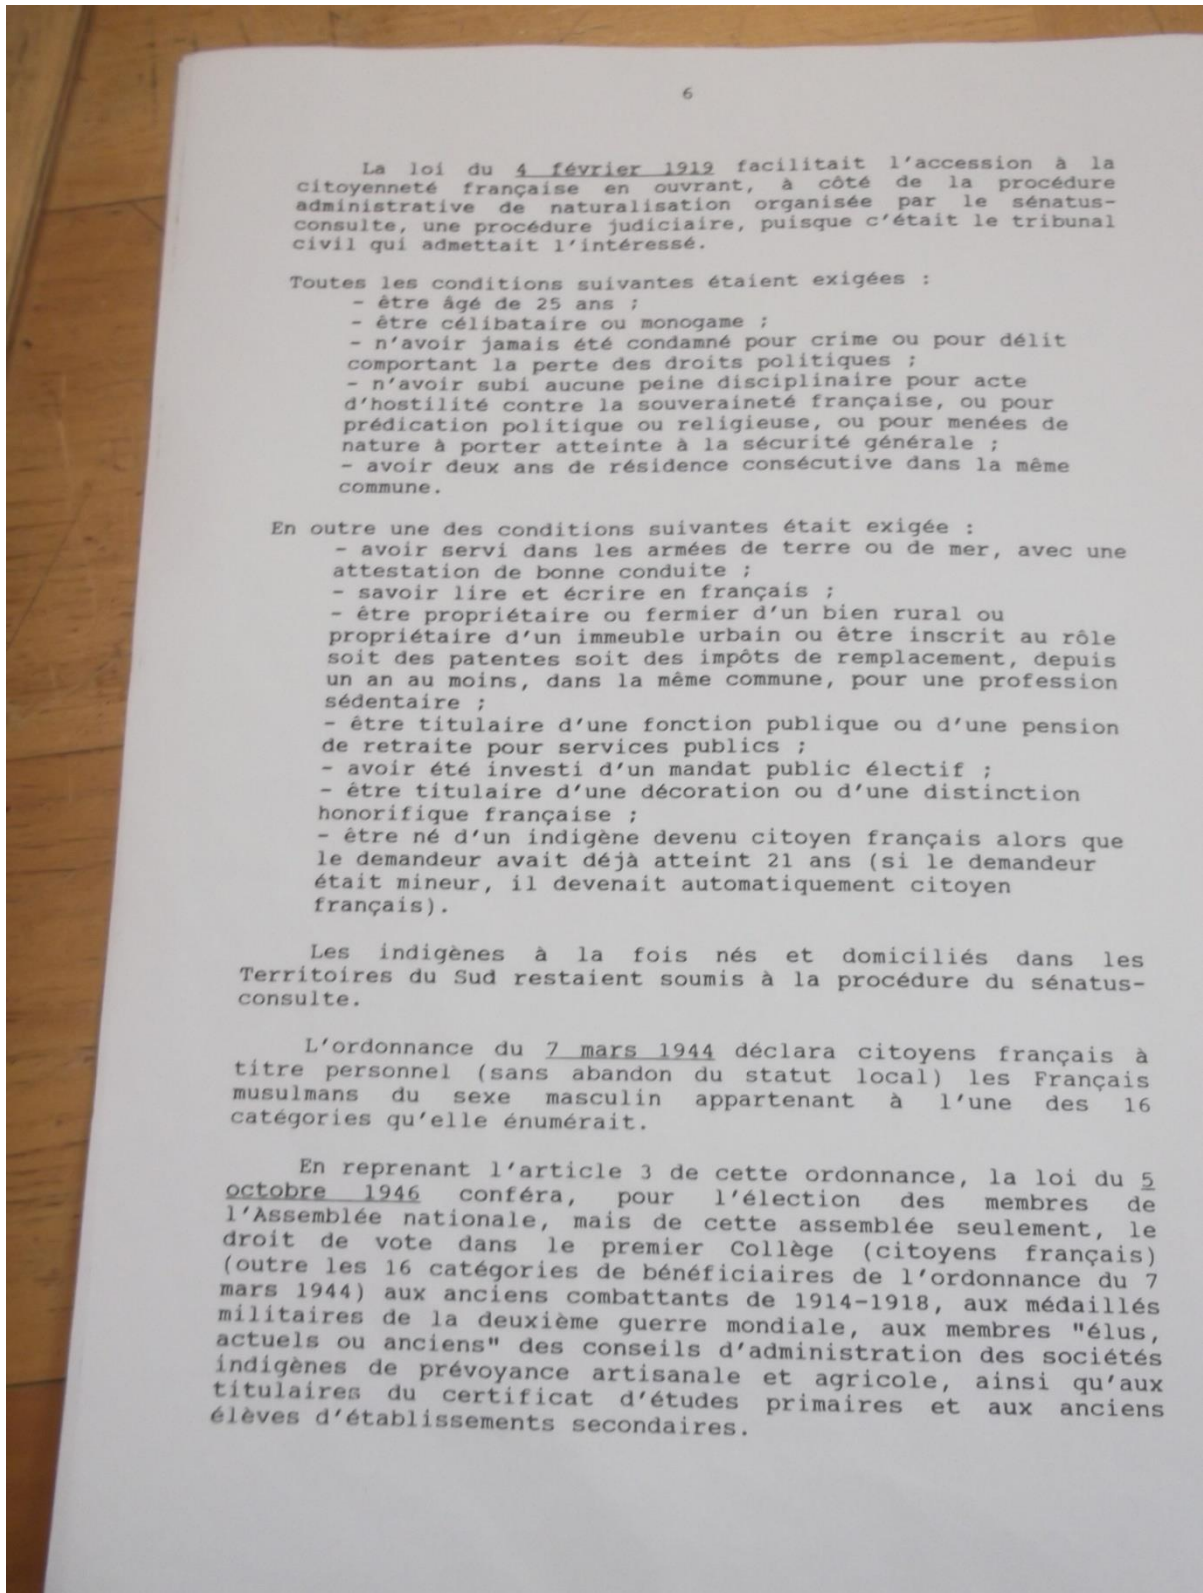 6
La loi du 4 février 1919 facilitait l'accession à la
citoyenneté française en ouvrant, à côté de la procédure
administrative de naturalisation organisée par le sénatus-
consulte, une procédure judiciaire, puisque c'était le tribunal
civil qui admettait l'intéressé.
Toutes les conditions suivantes étaient exigées :
- être âgé de 25 ans ;
- être célibataire ou monogame ;
- n'avoir jamais été condamné pour crime ou pour délit
comportant la perte des droits politiques ;
- n'avoir subi aucune peine disciplinaire pour acte
d'hostilité contre la souveraineté française, ou pour
prédication politique ou religieuse, ou pour menées de
nature à porter atteinte à la sécurité générale ;
- avoir deux ans de résidence consécutive dans la même
commune.
En outre une des conditions suivantes était exigée :
- avoir servi dans les armées de terre ou de mer, avec une
attestation de bonne conduite ;
- savoir lire et écrire en français ;
- être propriétaire ou fermier d'un bien rural ou
propriétaire d'un immeuble urbain ou être inscrit au rôle
soit des patentes soit des impôts de remplacement, depuis
un an au moins, dans la même commune, pour une profession
sédentaire ;
- être titulaire d'une fonction publique ou d'une pension
de retraite pour services publics ;
- avoir été investi d'un mandat public électif ;
- être titulaire d'une décoration ou d'une distinction
honorifique française ;
- être né d'un indigène devenu citoyen français alors que
le demandeur avait déjà atteint 21 ans (si le demandeur
était mineur, il devenait automatiquement citoyen
français).
Les indigènes à la fois nés et domiciliés dans les
Territoires du Sud restaient soumis à la procédure du sénatus-
consulte.
L'ordonnance du 7 mars 1944 déclara citoyens français à
titre personnel (sans abandon du statut local) les Français
musulmans du sexe masculin appartenant à l'une des 16
catégories qu'elle énumérait.
En reprenant l'article 3 de cette ordonnance, la loi du 5
octobre 1946 conféra, pour l'élection des membres de
l'Assemblée nationale, mais de cette assemblée seulement, le
droit de vote dans le premier Collège (citoyens français)
(outre les 16 catégories de bénéficiaires de l'ordonnance du 7
mars 1944) aux anciens combattants de 1914-1918, aux médaillés
militaires de la deuxième guerre mondiale, aux membres "élus,
actuels ou anciens" des conseils d'administration des sociétés
indigènes de prévoyance artisanale et agricole, ainsi qu'aux
titulaires du certificat d'études primaires et aux anciens
élèves d'établissements secondaires.